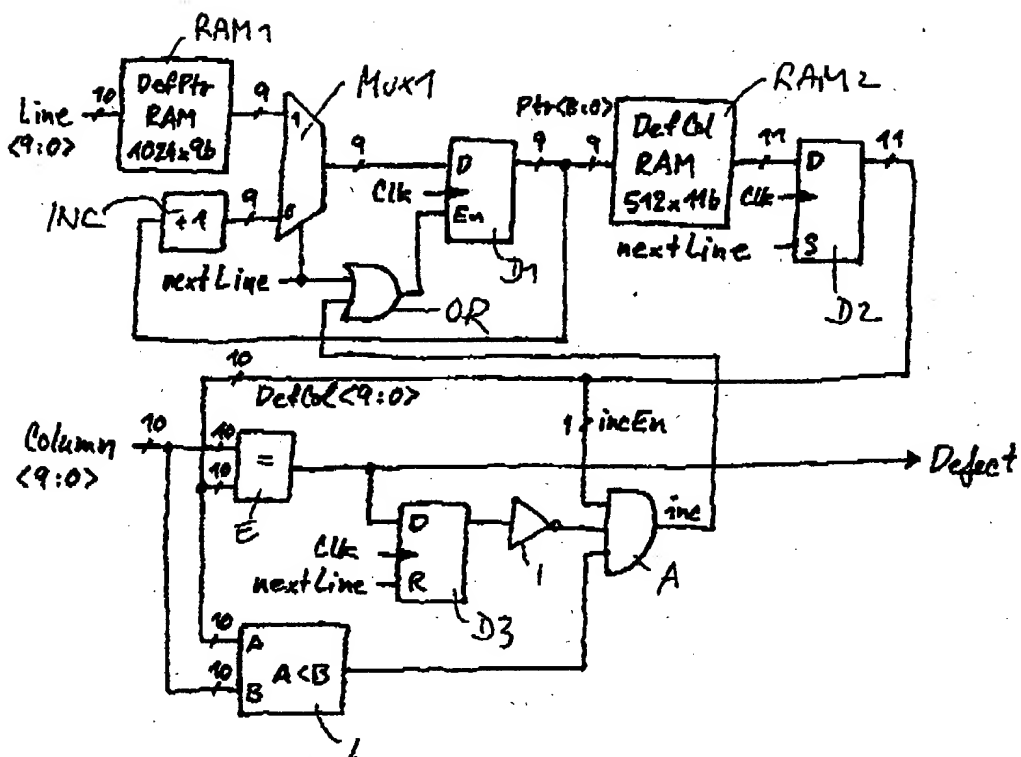 RAM1
DefPtr
RAM
1024x9b
10
Line
<9:0>
9
1
Mux1
9
Clk
D
En
D1
9
9
Ptr<8:0>
DefCol
RAM
512x11b
RAM2
11
D
Clk
nextLine
S
D2
11
INC
+1
9
0
nextLine
OR
10
DefCol<9:0>
1
incEn
Column
<9:0>
10
10
10
=
E
Defect
D
Clk
nextLine
R
D3
1
inc
A
10
10
A
B
A<B
L